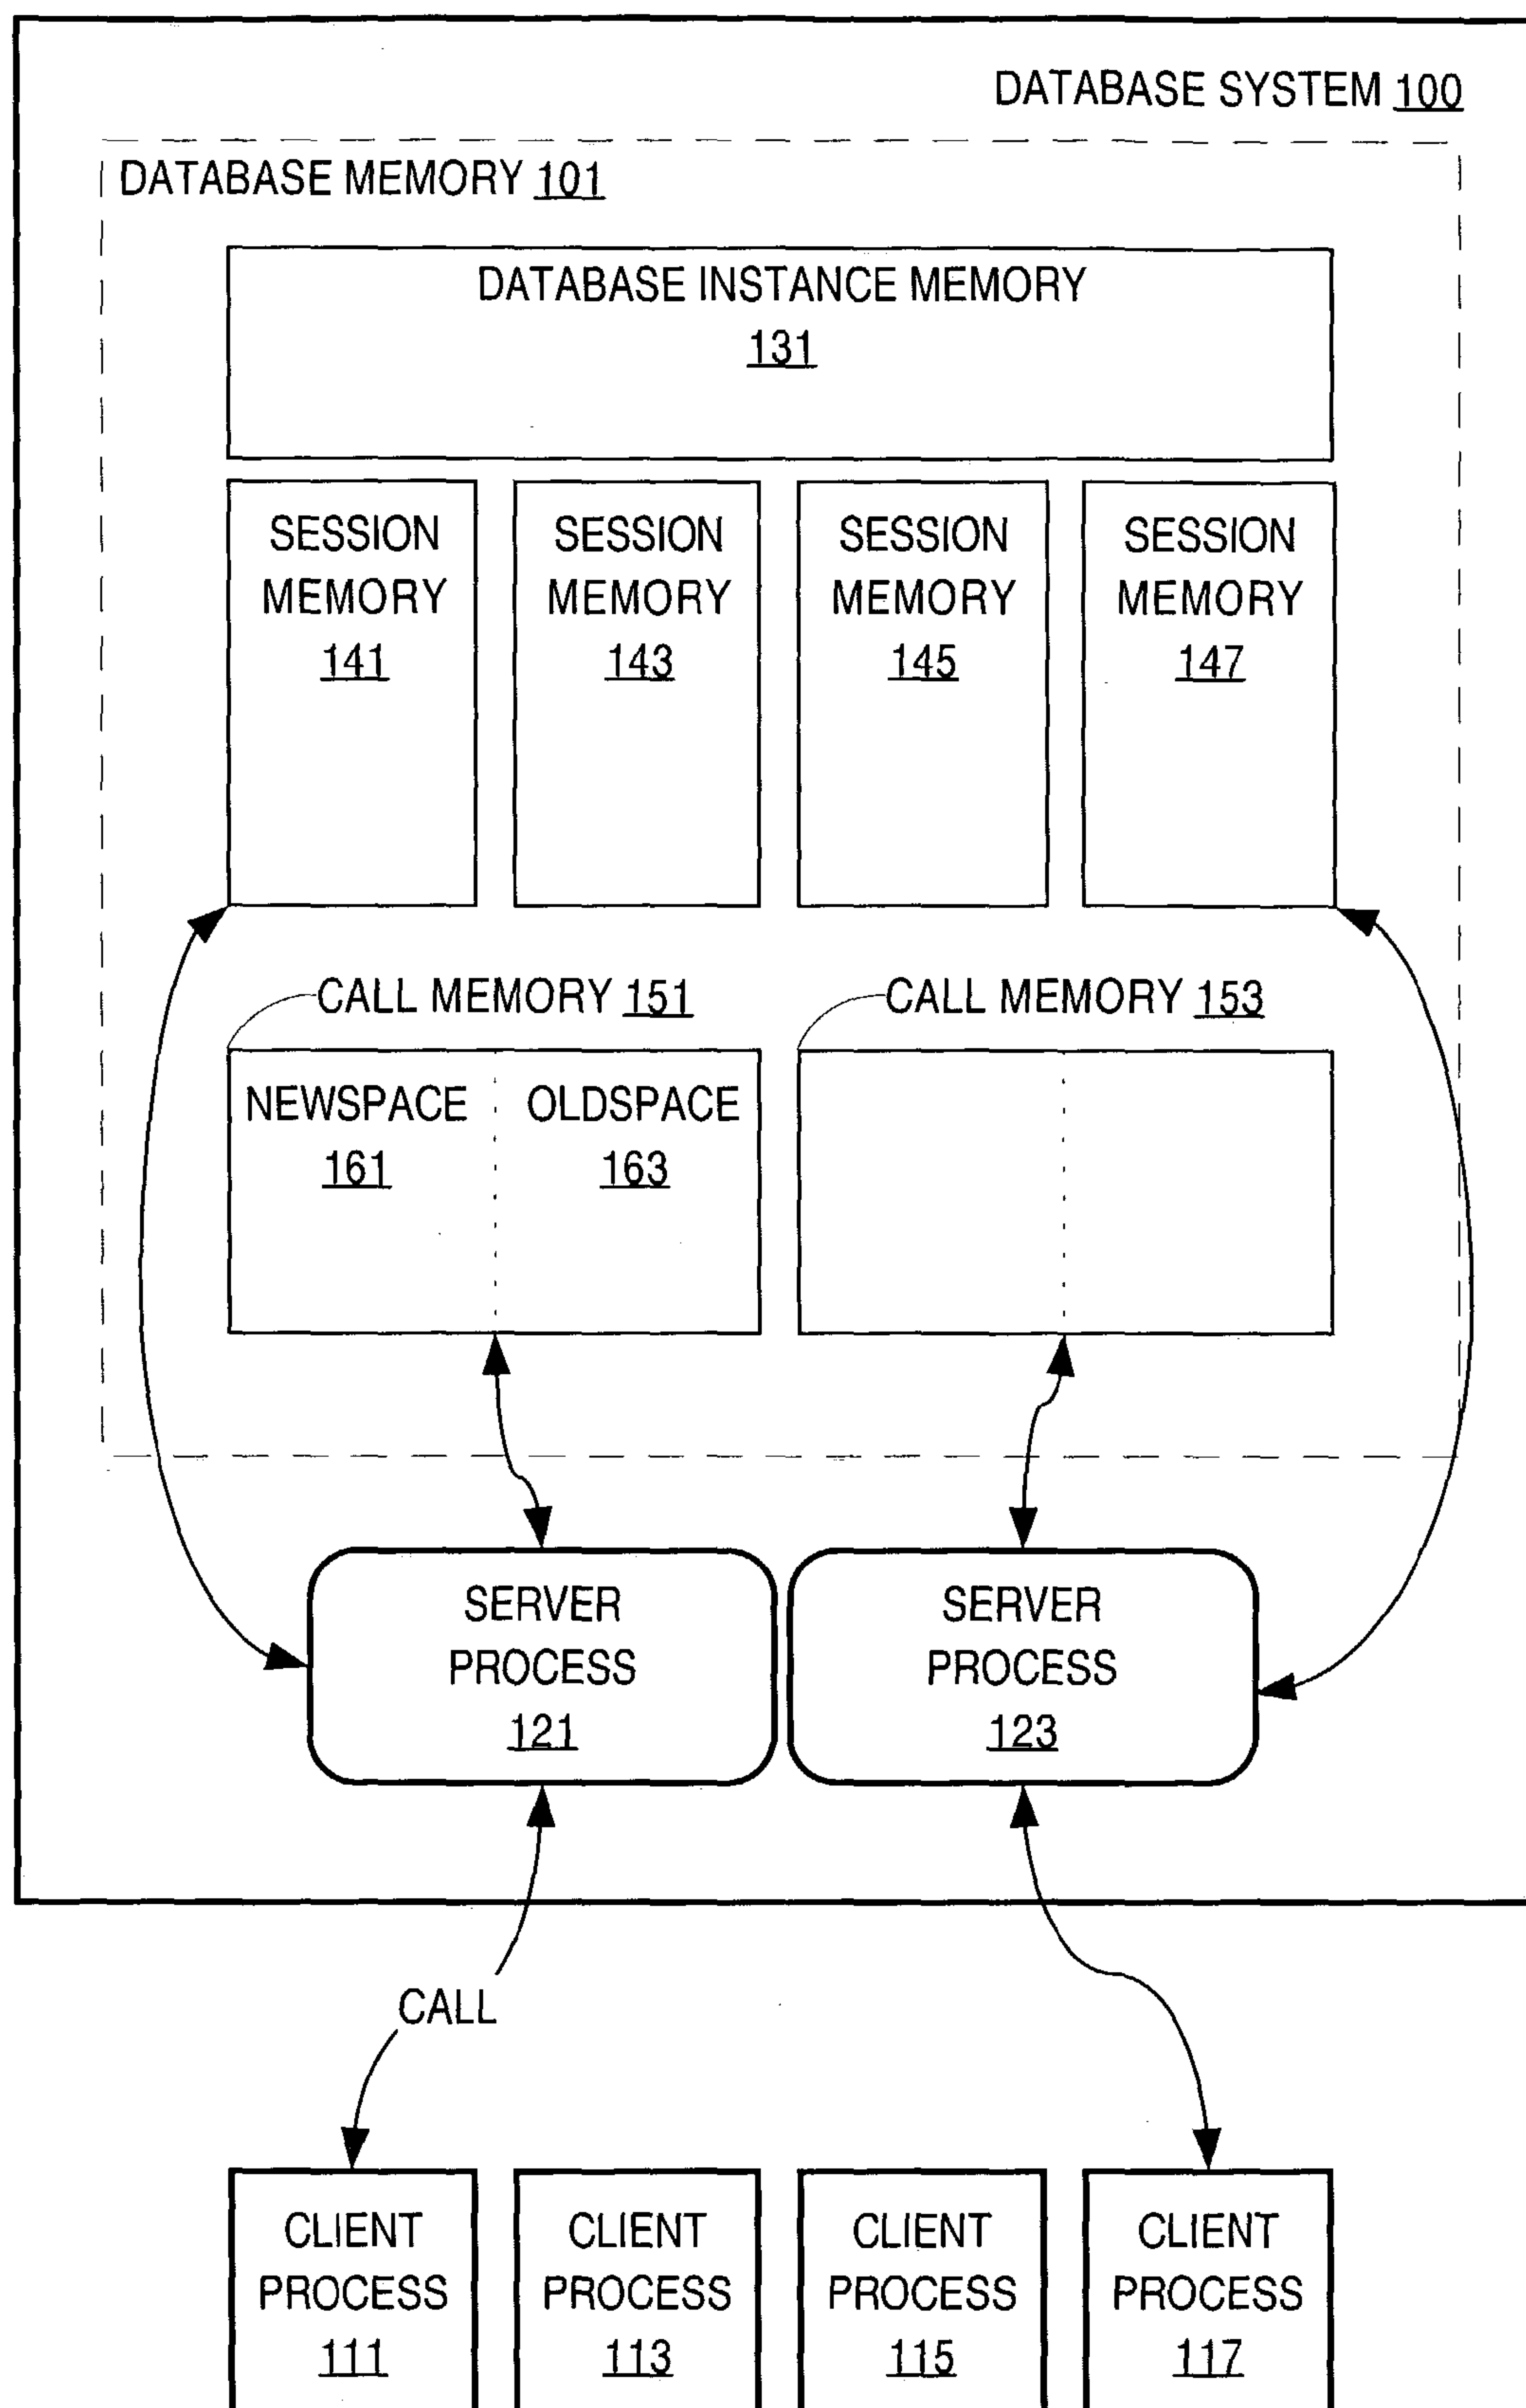 DATABASE SYSTEM 100
DATABASE MEMORY 101
DATABASE INSTANCE MEMORY
131
SESSION
MEMORY
141
SESSION
MEMORY
143
SESSION
MEMORY
145
SESSION
MEMORY
147
CALL MEMORY 151
CALL MEMORY 153
NEWSPACE
161
OLDSPACE
163
SERVER
PROCESS
121
SERVER
PROCESS
123
CALL
CLIENT
PROCESS
111
CLIENT
PROCESS
113
CLIENT
PROCESS
115
CLIENT
PROCESS
117